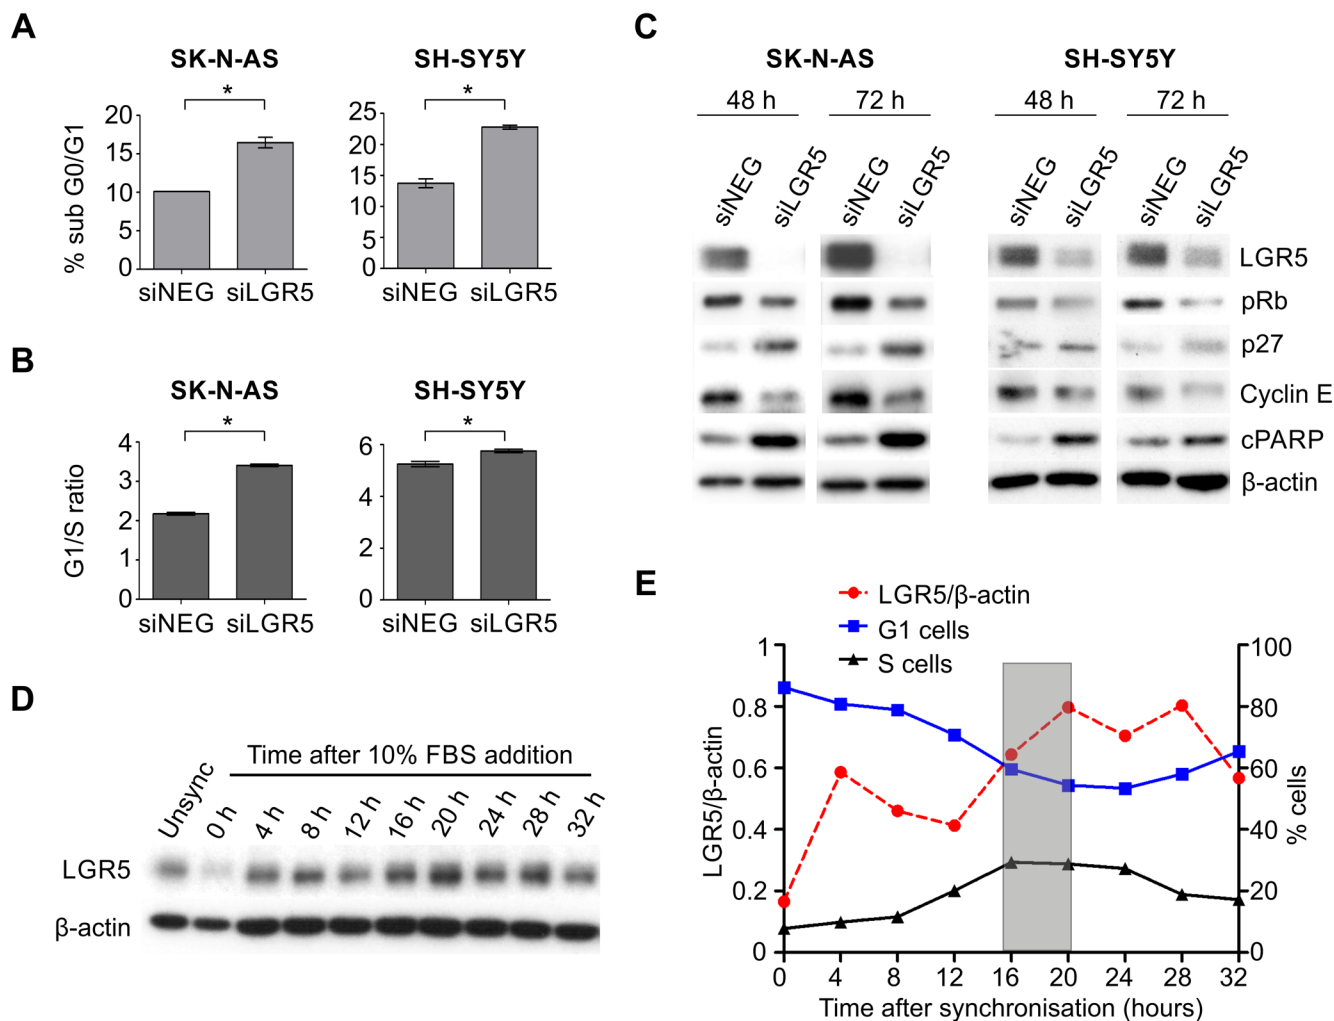 A
SK-N-AS
SH-SY5Y
*
*
% sub G0/G1
20
15
10
10
0
25
20
15
10
5
0
siNEG
siLGR5
siNEG
siLGR5
B
SK-N-AS
SH-SY5Y
*
*
G1/S ratio
4
3
2
1
0
6
4
2
0
siNEG
siLGR5
siNEG
siLGR5
C
SK-N-AS
SH-SY5Y
48 h
72 h
48 h
72 h
siNEG
siLGR5
siNEG
siLGR5
siNEG
siLGR5
siNEG
siLGR5
LGR5
pRb
p27
Cyclin E
cPARP
β-actin
D
Time after 10% FBS addition
Unsync
0 h
4 h
8 h
12 h
16 h
20 h
24 h
28 h
32 h
LGR5
β-actin
E
LGR5/β-actin
G1 cells
S cells
LGR5/β-actin
1
0.8
0.6
0.4
0.2
0
100
80
60
40
20
0
% cells
0
4
8
12
16
20
24
28
32
Time after synchronisation (hours)